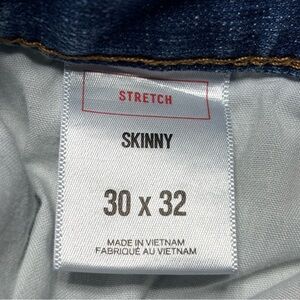 STRETCH
SKINNY
30 x 32
MADE IN VIETNAM
FABRIQUÉ AU VIETNAM